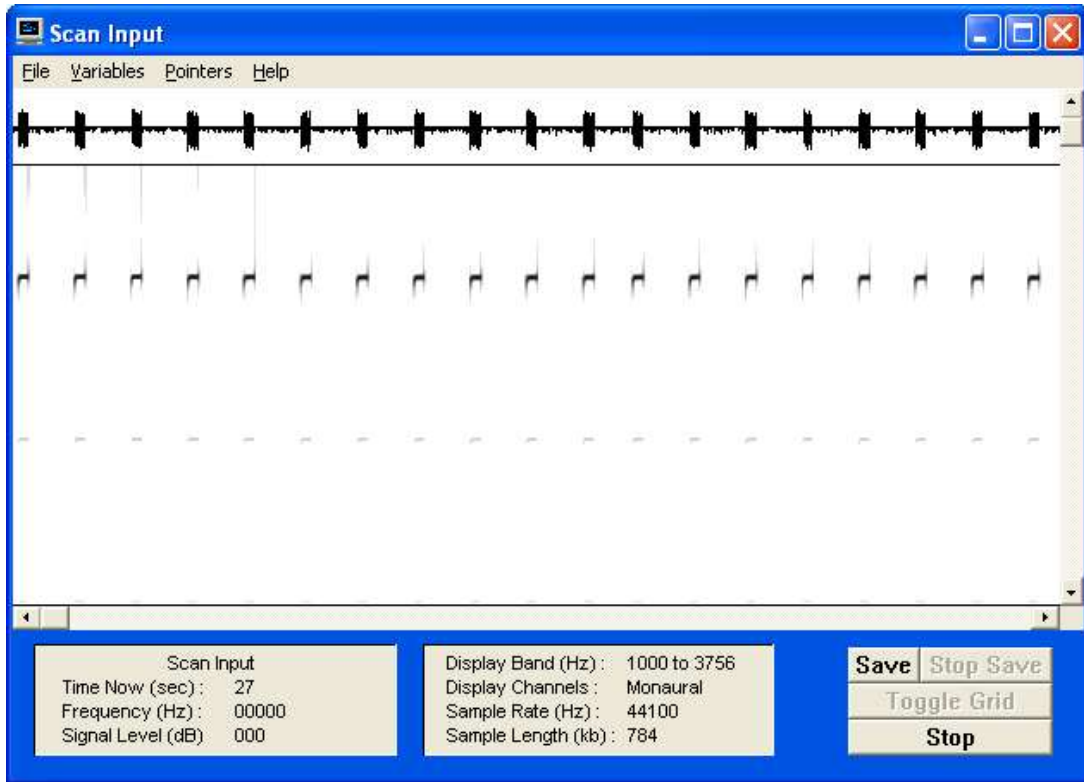 Scan Input
File Variables Pointers Help
Scan Input
Time Now (sec) : 27
Frequency (Hz) : 00000
Signal Level (dB) 000
Display Band (Hz) : 1000 to 3756
Display Channels : Monaural
Sample Rate (Hz) : 44100
Sample Length (kb) : 784
Save Stop Save
Toggle Grid
Stop